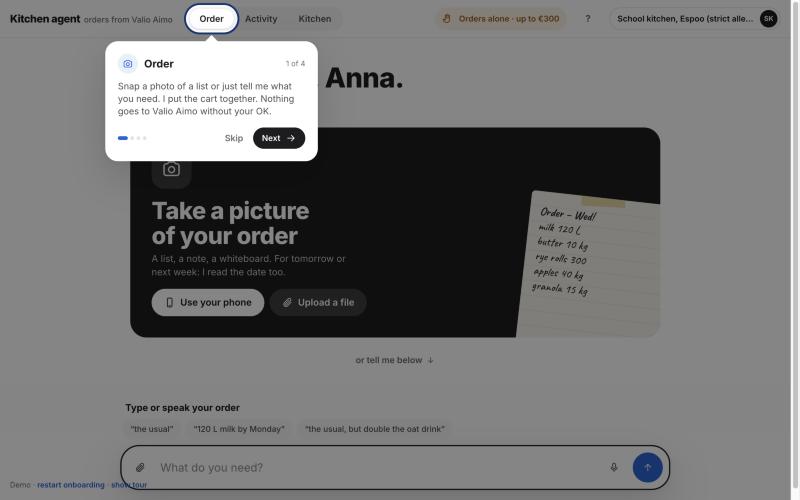 Kitchen agent orders from Valio Aimo
Order
Activity
Kitchen
Orders alone · up to €300
?
School kitchen, Espoo (strict alle...
SK
Order
1 of 4
Snap a photo of a list or just tell me what
you need. I put the cart together. Nothing
goes to Valio Aimo without your OK.
Skip
Next →
Anna.
Take a picture
of your order
A list, a note, a whiteboard. For tomorrow or
next week: I read the date too.
Use your phone
Upload a file
Order – Wed!
milk 120 L
butter 10 kg
rye rolls 300
apples 40 kg
granola 15 kg
or tell me below ↓
Type or speak your order
"the usual"
"120 L milk by Monday"
"the usual, but double the oat drink"
What do you need?
Demo · restart onboarding · show tour